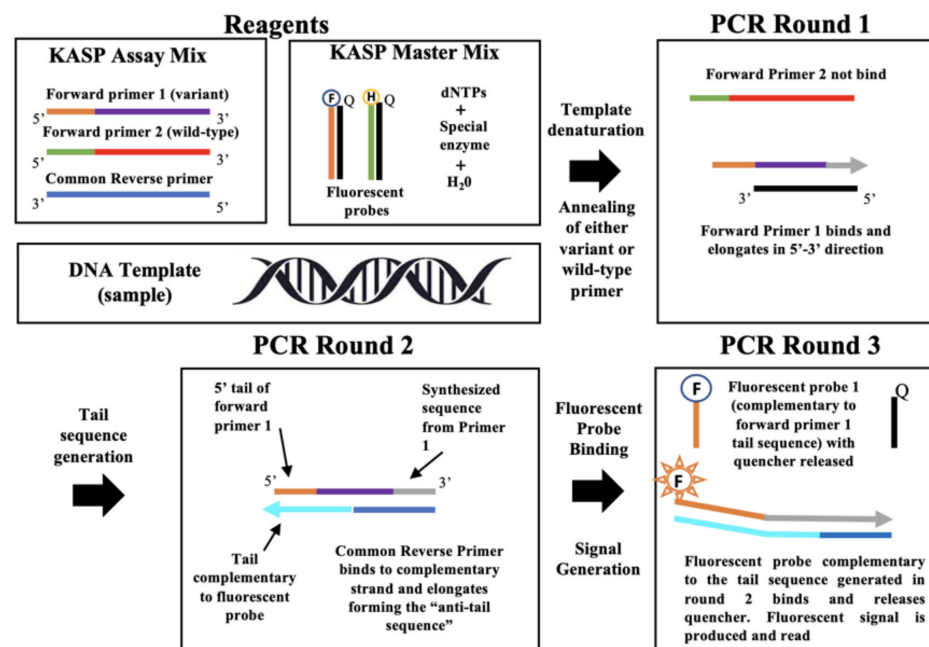 Reagents
KASP Assay Mix
Forward primer 1 (variant)
5’
3’
Forward primer 2 (wild-type)
5’
3’
Common Reverse primer
3’
5’
KASP Master Mix
F
Q
H
Q
Fluorescent
probes
dNTPs
+
Special
enzyme
+
H₂0
DNA Template
(sample)
Template
denaturation
Annealing
of either
variant or
wild-type
primer
PCR Round 1
Forward Primer 2 not bind
3’
5’
Forward Primer 1 binds and
elongates in 5’-3’ direction
Tail
sequence
generation
PCR Round 2
5’ tail of
forward
primer 1
Synthesized
sequence
from Primer
1
5’
3’
Tail
complementary
to fluorescent
probe
Common Reverse Primer
binds to complementary
strand and elongates
forming the “anti-tail
sequence”
Fluorescent
Probe
Binding
Signal
Generation
PCR Round 3
F
Fluorescent probe 1
(complementary to
forward primer 1
tail sequence) with
quencher released
Q
F
Fluorescent probe complementary
to the tail sequence generated in
round 2 binds and releases
quencher. Fluorescent signal is
produced and read